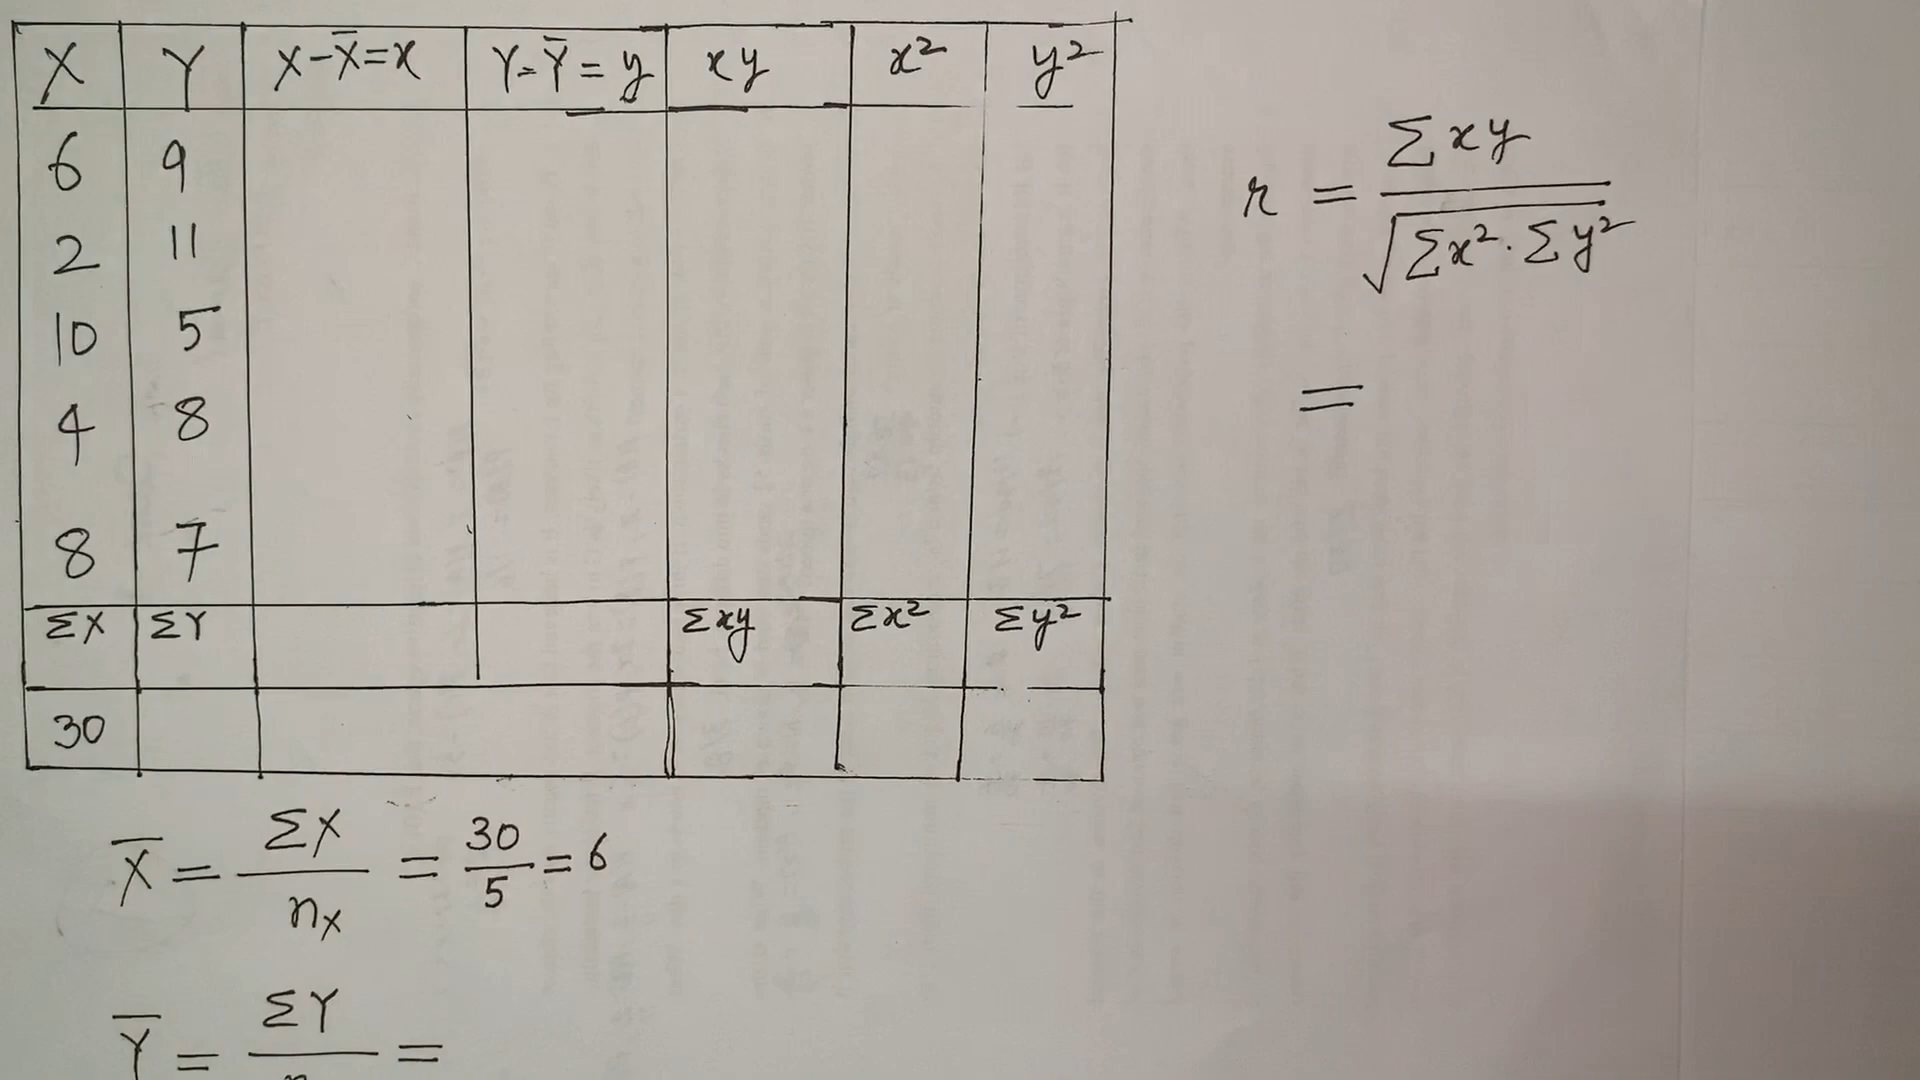 X Y X-X̄=x Y-Ȳ=y xy x² y²
6 9
2 11
10 5
4 8
8 7
ΣX ΣY Σxy Σx² Σy²
30
r = Σxy / √Σx²·Σy²
=
X̄ = ΣX / nₓ = 30/5 = 6
Ȳ = ΣY / =